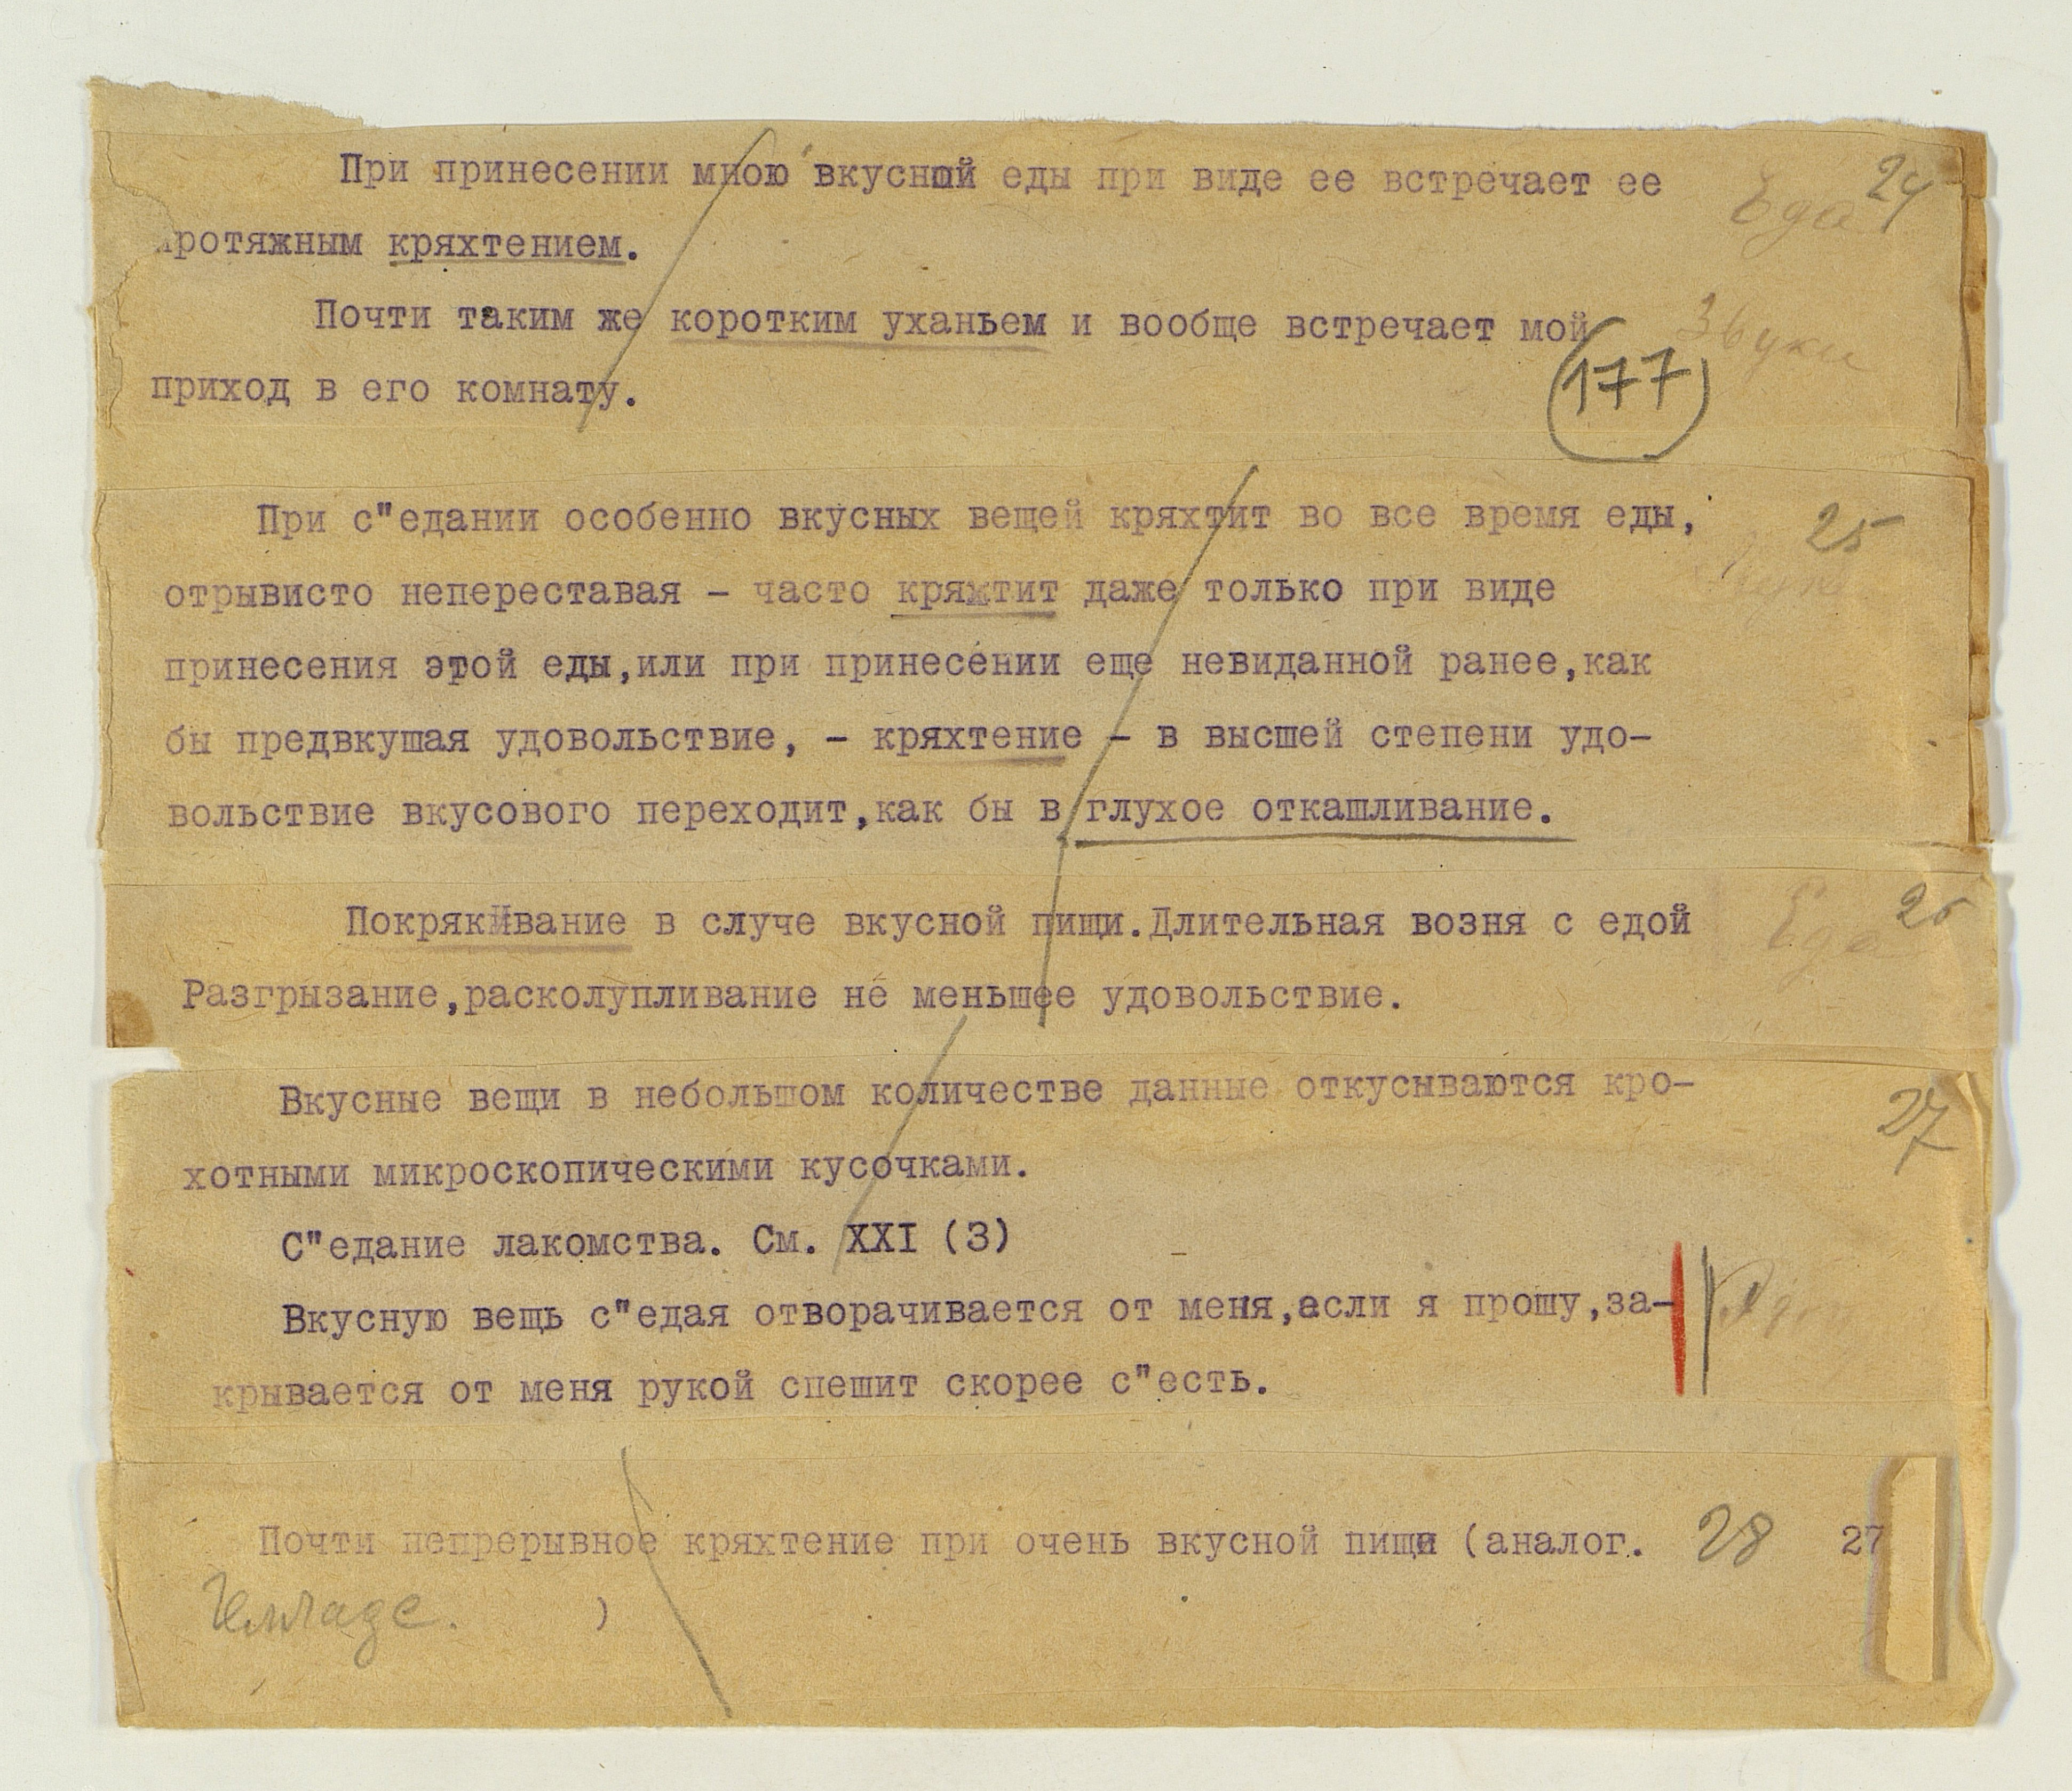 При принесении мною вкусной еды при виде ее встречает ее
Еда 24
протяжным кряхтением.
Почти таким же коротким уханьем и вообще встречает мой
Звуки
приход в его комнату.
177
При с"едании особенно вкусных вещей кряхтит во все время еды,
25
отрывисто непереставая - часто кряхтит даже только при виде
принесения этой еды,или при принесении еще невиданной ранее,как
бы предвкушая удовольствие, - кряхтение - в высшей степени удо-
вольствие вкусового переходит,как бы в глухое откашливание.
Покрякивание в случе вкусной пищи.Длительная возня с едой
Еда 26
Разгрызание,расколупливание не меньшее удовольствие.
Вкусные вещи в небольшом количестве данные откусываются кро-
27
хотными микроскопическими кусочками.
С"едание лакомства. См. XXI (3)
Вкусную вещь с"едая отворачивается от меня,асли я прошу,за-
крывается от меня рукой спешит скорее с"есть.
Почти непрерывное кряхтение при очень вкусной пищи (аналог. 28 27
)